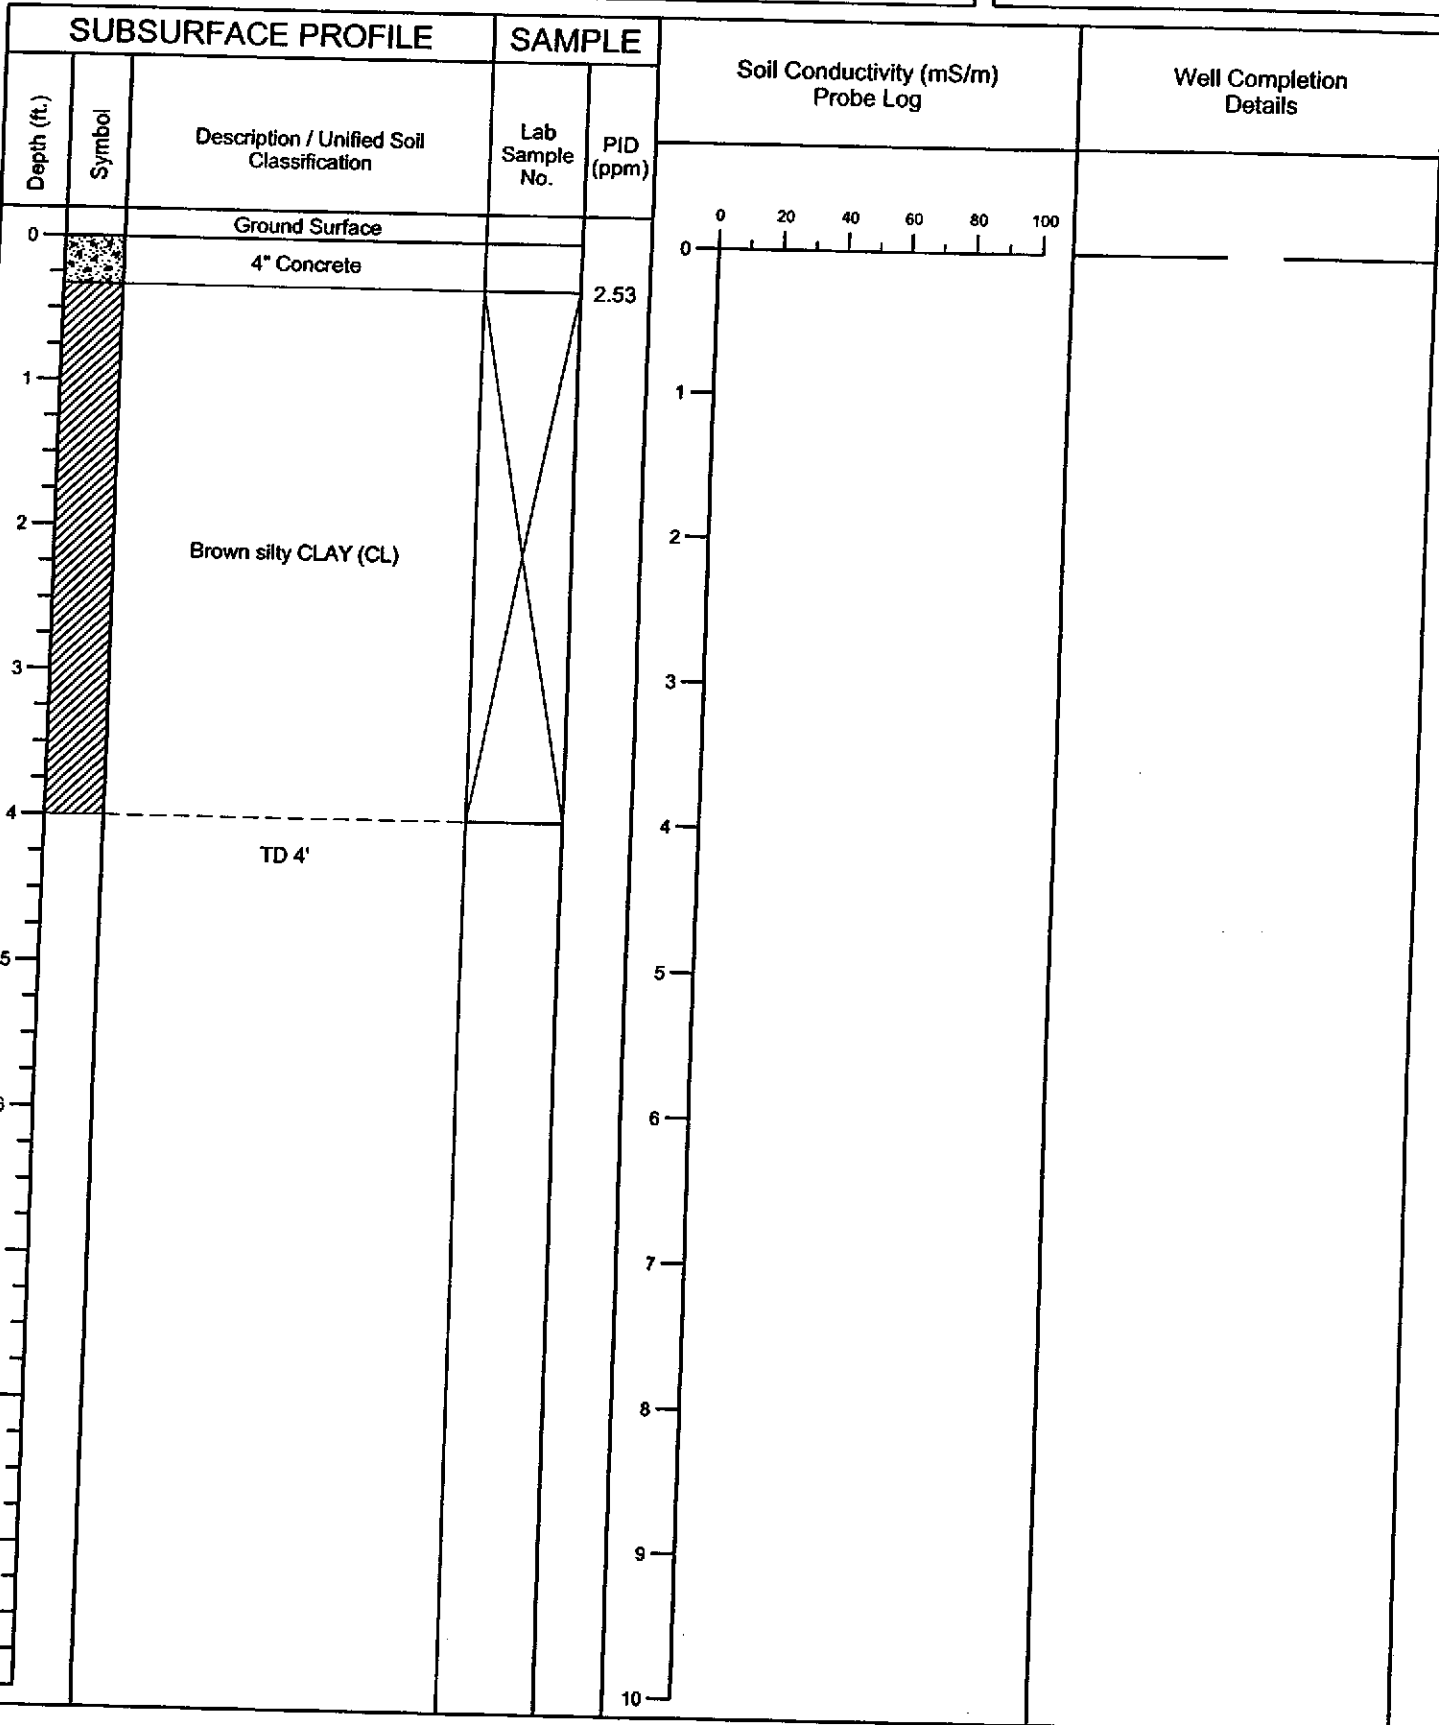 SUBSURFACE PROFILE
SAMPLE
Soil Conductivity (mS/m)
Probe Log
Well Completion
Details
Depth (ft.)
Symbol
Description / Unified Soil
Classification
Lab
Sample
No.
PID
(ppm)
Ground Surface
0
4" Concrete
2.53
1
2
Brown silty CLAY (CL)
3
4
TD 4'
5
0 20 40 60 80 100
0
1
2
3
4
5
6
7
8
9
10